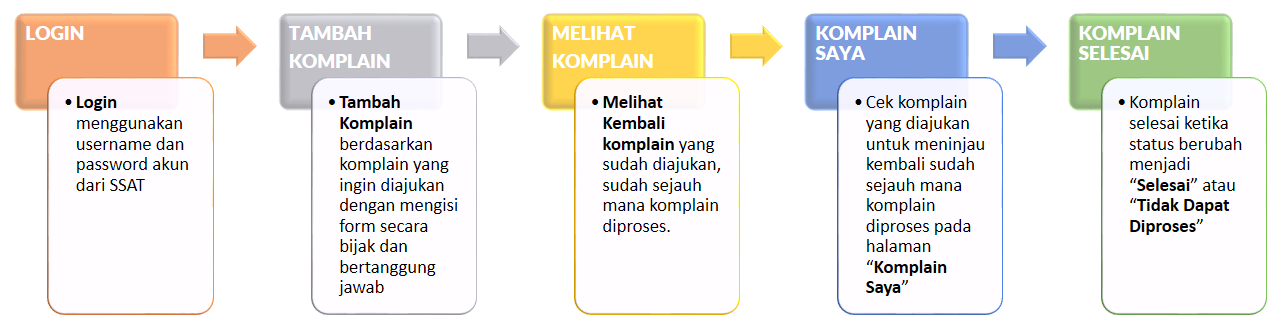 LOGIN
• Login
menggunakan
username dan
password akun
dari SSAT
TAMBAH
KOMPLAIN
• Tambah
Komplain
berdasarkan
komplain yang
ingin diajukan
dengan mengisi
form secara
bijak dan
bertanggung
jawab
MELIHAT
KOMPLAIN
• Melihat
Kembali
komplain yang
sudah diajukan,
sudah sejauh
mana komplain
diproses.
KOMPLAIN
SAYA
• Cek komplain
yang diajukan
untuk meninjau
kembali sudah
sejauh mana
komplain
diproses pada
halaman
“Komplain
Saya”
KOMPLAIN
SELESAI
• Komplain
selesai ketika
status berubah
menjadi
“Selesai” atau
“Tidak Dapat
Diproses”